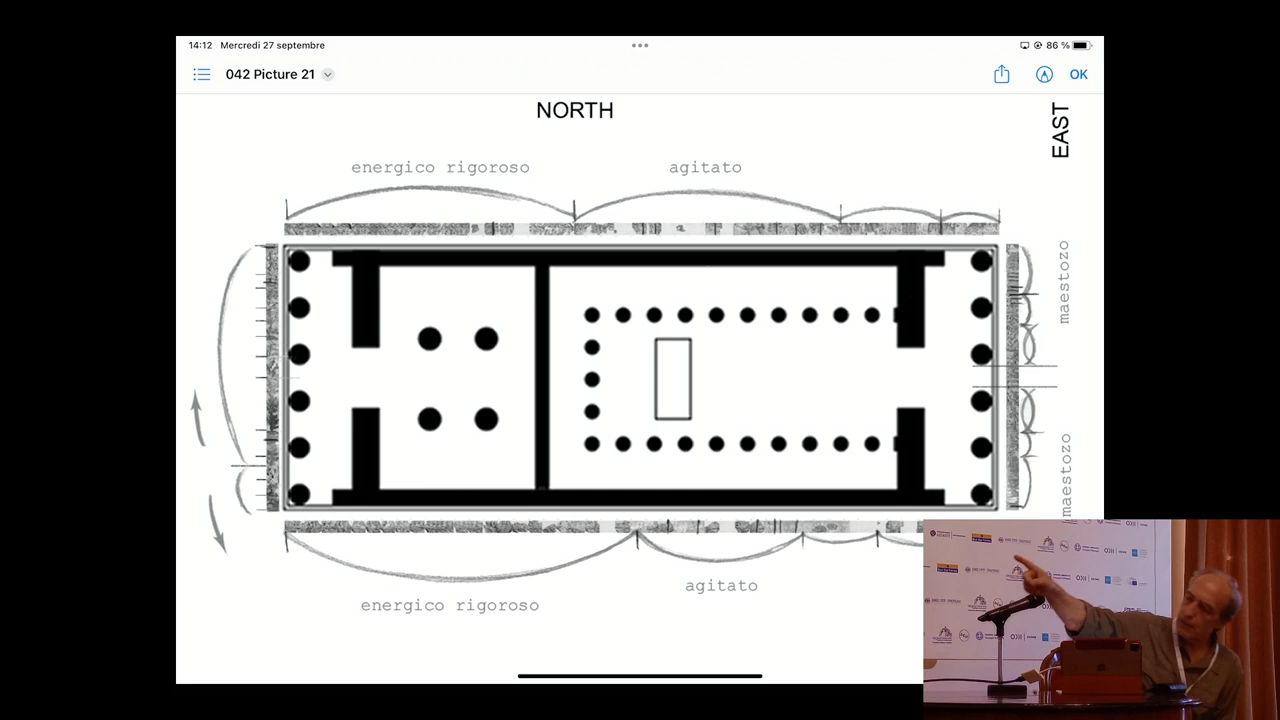 14:12 Mercredi 27 septembre
86 %
042 Picture 21
OK
NORTH
EAST
energico rigoroso
agitato
maestozo
maestozo
agitato
energico rigoroso